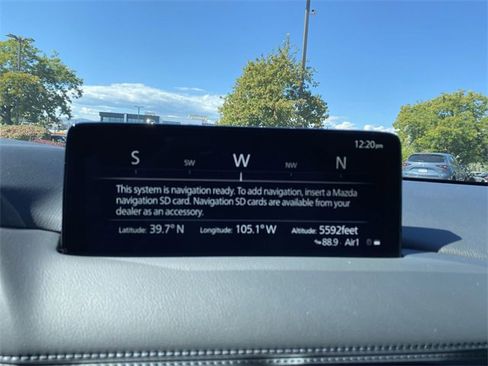 12:20pm
S SW W NW N
This system is navigation ready. To add navigation, insert a Mazda
navigation SD card. Navigation SD cards are available from your
dealer as an accessory.
Latitude: 39.7°N Longitude: 105.1°W Altitude: 5592feet
88.9 Air1